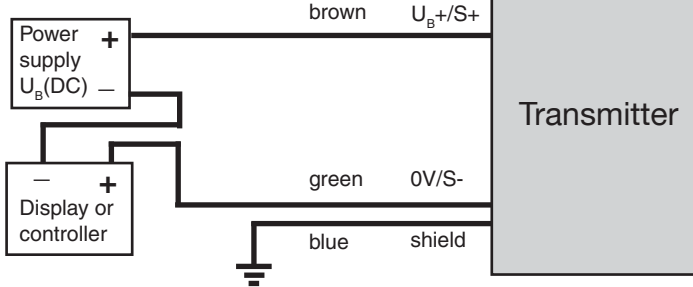 brown U_B+/S+
Power +
supply
U_B(DC) –
Transmitter
– +
Display or
controller
green 0V/S-
blue shield